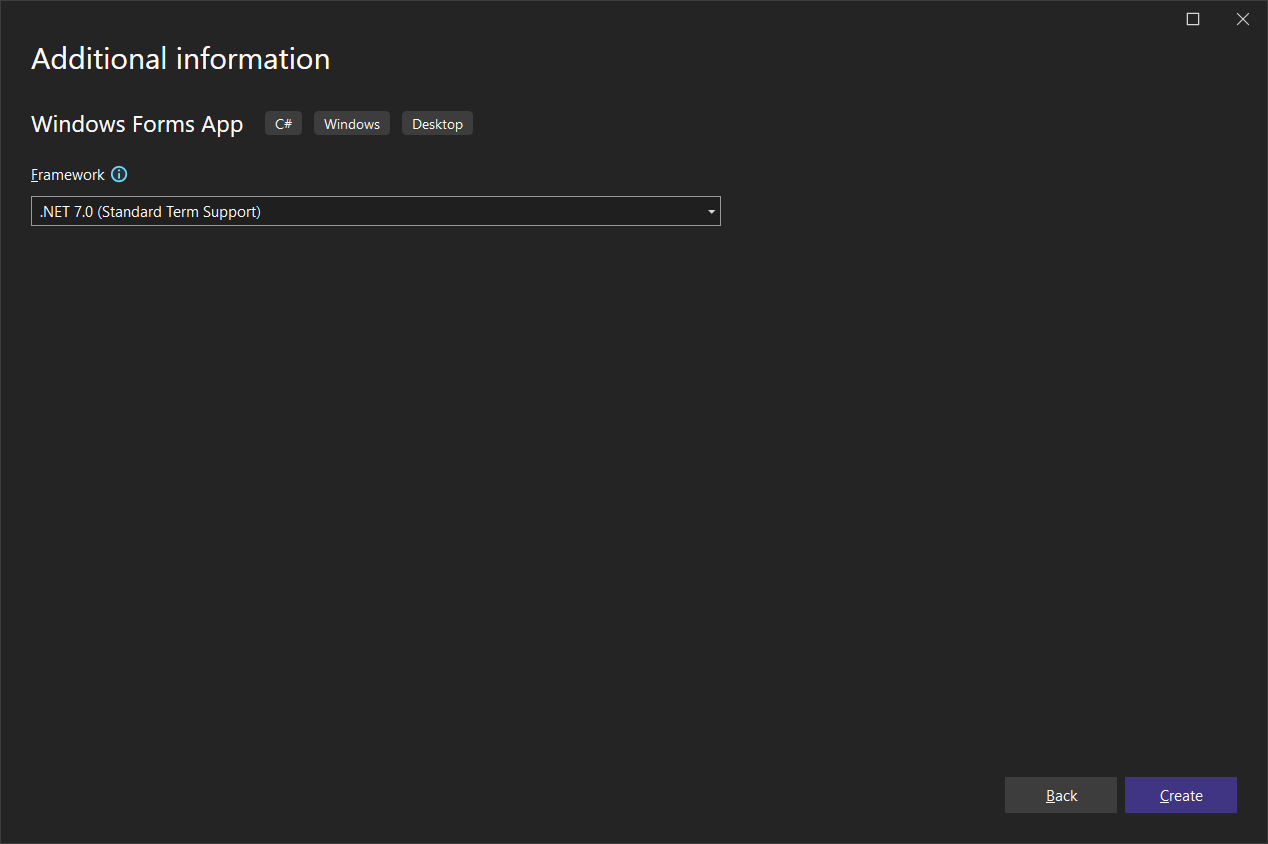 Additional information
Windows Forms App C# Windows Desktop
Framework
.NET 7.0 (Standard Term Support)
Back Create